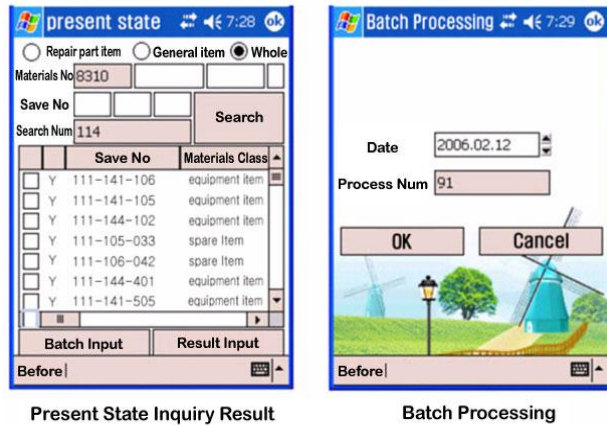 present state 7:28 ok
Repair part item General item Whole
Materials No 8310
Save No
Search
Search Num 114
Save No Materials Class
Y 111-141-106 equipment item
Y 111-141-105 equipment item
Y 111-144-102 equipment item
Y 111-105-033 spare Item
Y 111-106-042 spare Item
Y 111-144-401 equipment item
Y 111-141-505 equipment item
Batch Input Result Input
Before
Present State Inquiry Result
Batch Processing 7:29 ok
Date 2006.02.12
Process Num 91
OK Cancel
Before
Batch Processing